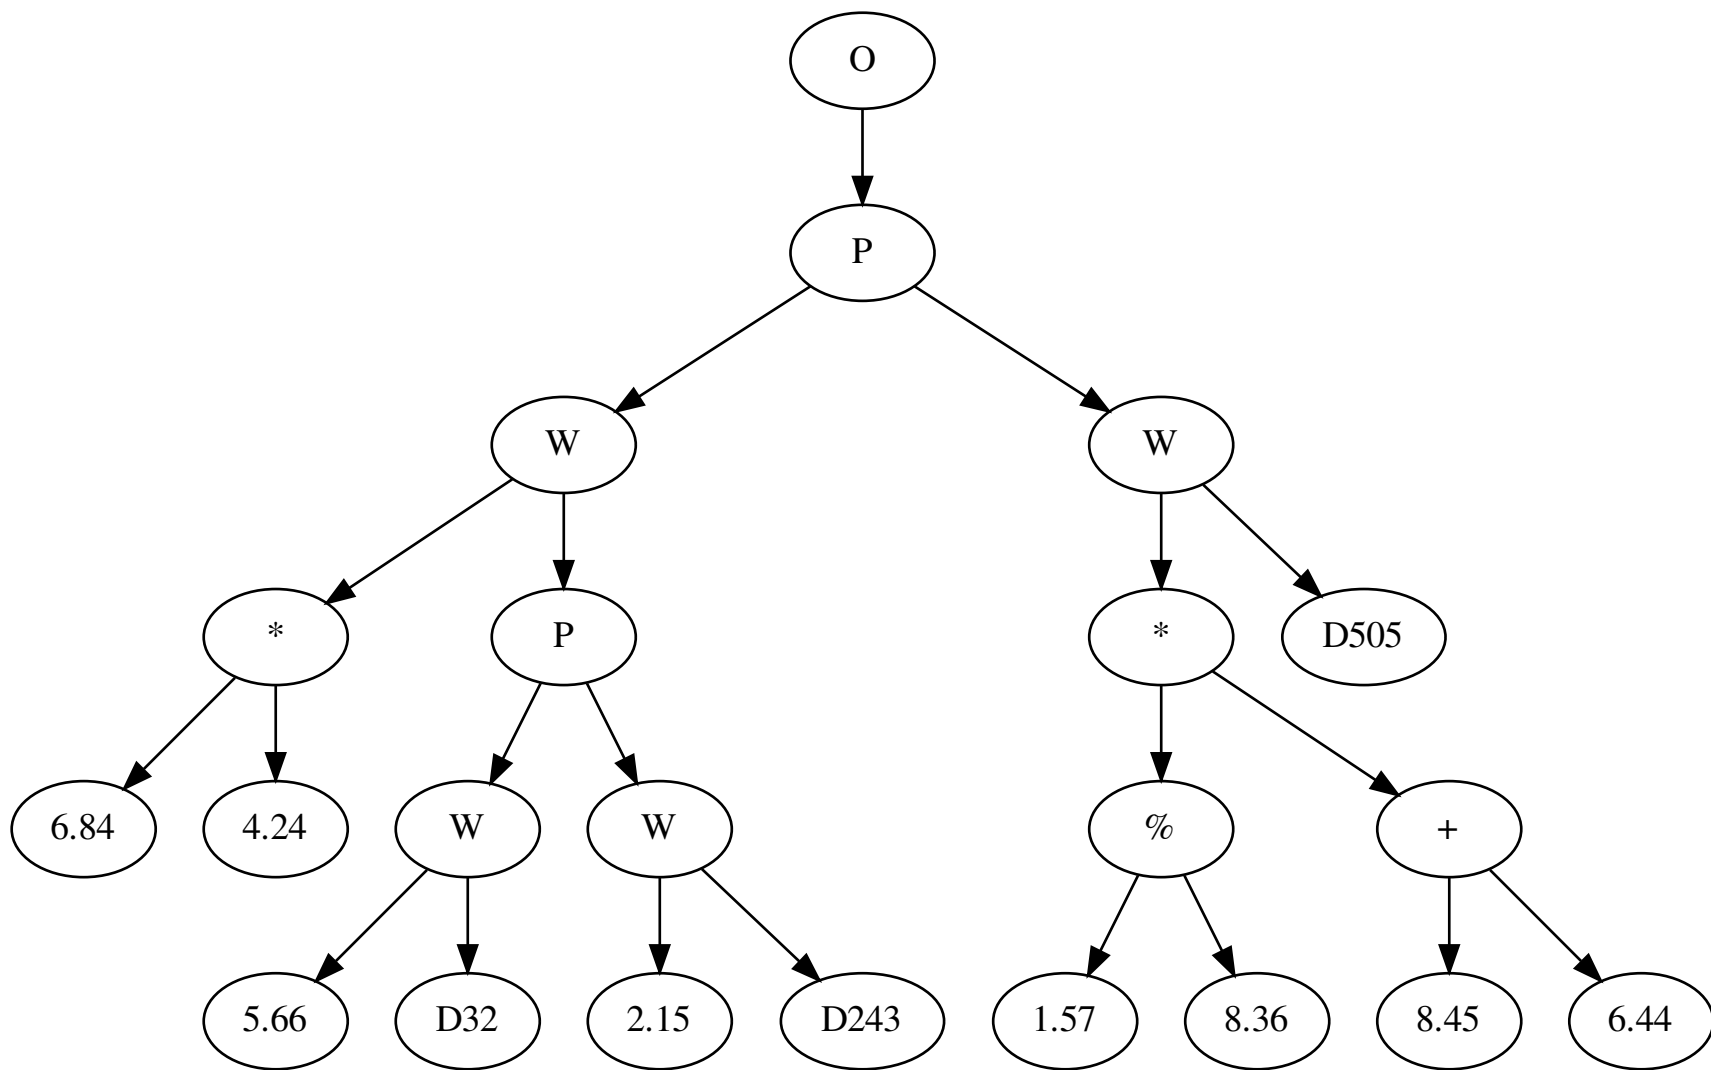 O
P
W W
* P * D505
6.84 4.24 W W % +
5.66 D32 2.15 D243 1.57 8.36 8.45 6.44